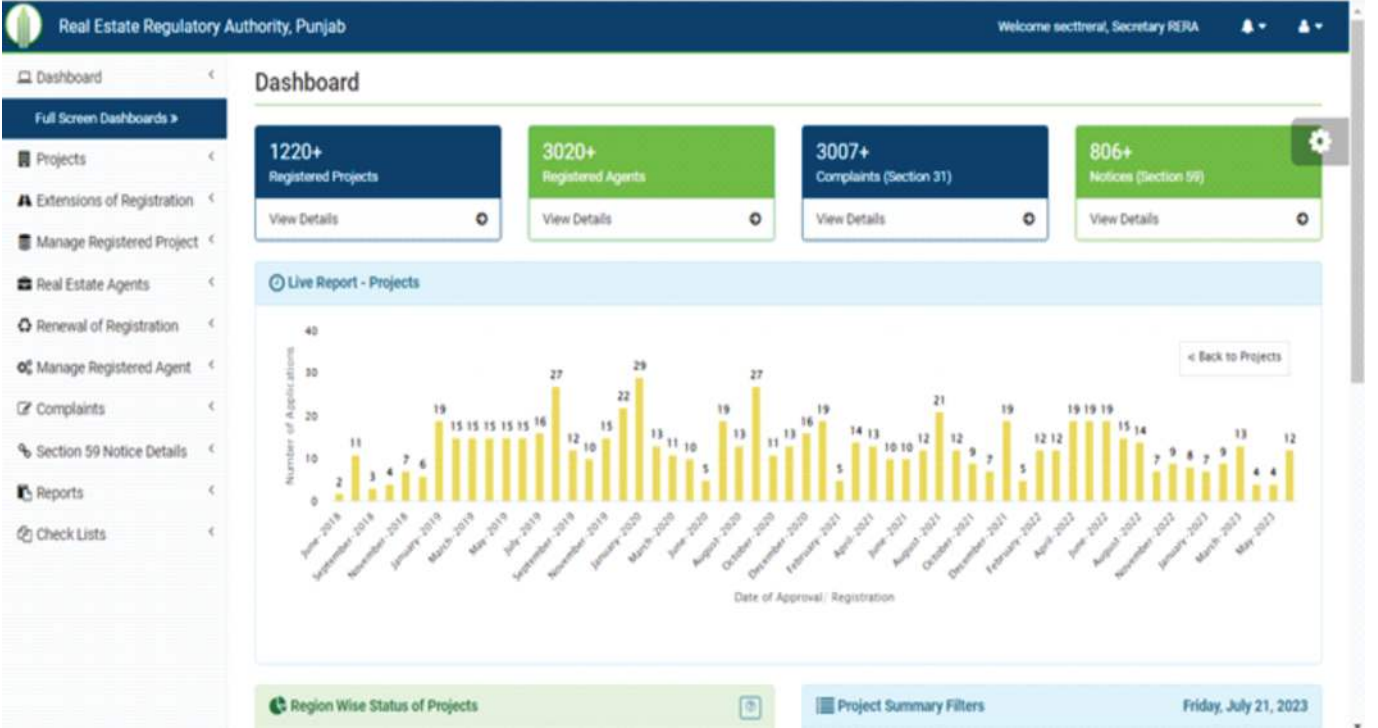 Real Estate Regulatory Authority, Punjab
Welcome secttreral, Secretary RERA
Dashboard
Full Screen Dashboards »
Projects
Extensions of Registration
Manage Registered Project
Real Estate Agents
Renewal of Registration
Manage Registered Agent
Complaints
Section 59 Notice Details
Reports
Check Lists
Dashboard
1220+
Registered Projects
View Details
3020+
Registered Agents
View Details
3007+
Complaints (Section 31)
View Details
806+
Notices (Section 59)
View Details
Live Report - Projects
< Back to Projects
Number of Applications
40
30
20
10
0
2 11 3 4 7 6 19 15 15 15 15 15 16 27 12 10 15 22 29 13 11 10 5 19 13 27 11 13 16 19 5 14 13 10 10 12 21 12 9 7 19 5 12 12 19 19 19 15 14 7 9 8 7 9 13 4 4 12
June-2018
September-2018
November-2018
January-2019
March-2019
May-2019
July-2019
September-2019
November-2019
January-2020
March-2020
June-2020
August-2020
October-2020
December-2020
February-2021
April-2021
June-2021
August-2021
October-2021
December-2021
February-2022
April-2022
June-2022
August-2022
November-2022
January-2023
March-2023
May-2023
Date of Approval/ Registration
Region Wise Status of Projects
Project Summary Filters
Friday, July 21, 2023